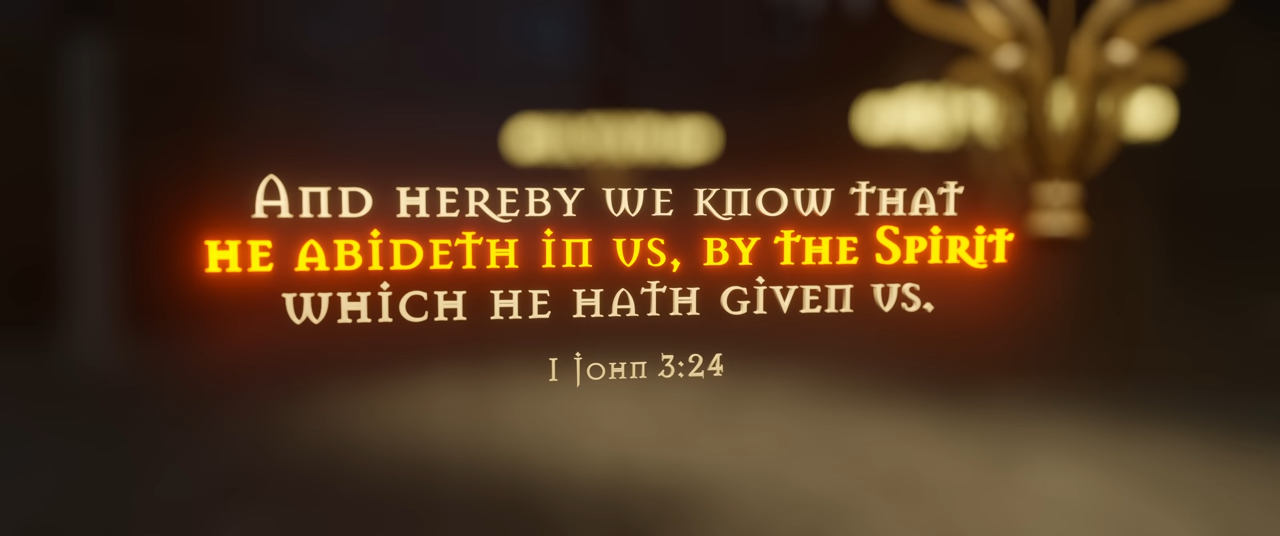 And hereby we know that
he abideth in us, by the Spirit
which he hath given us.
I John 3:24